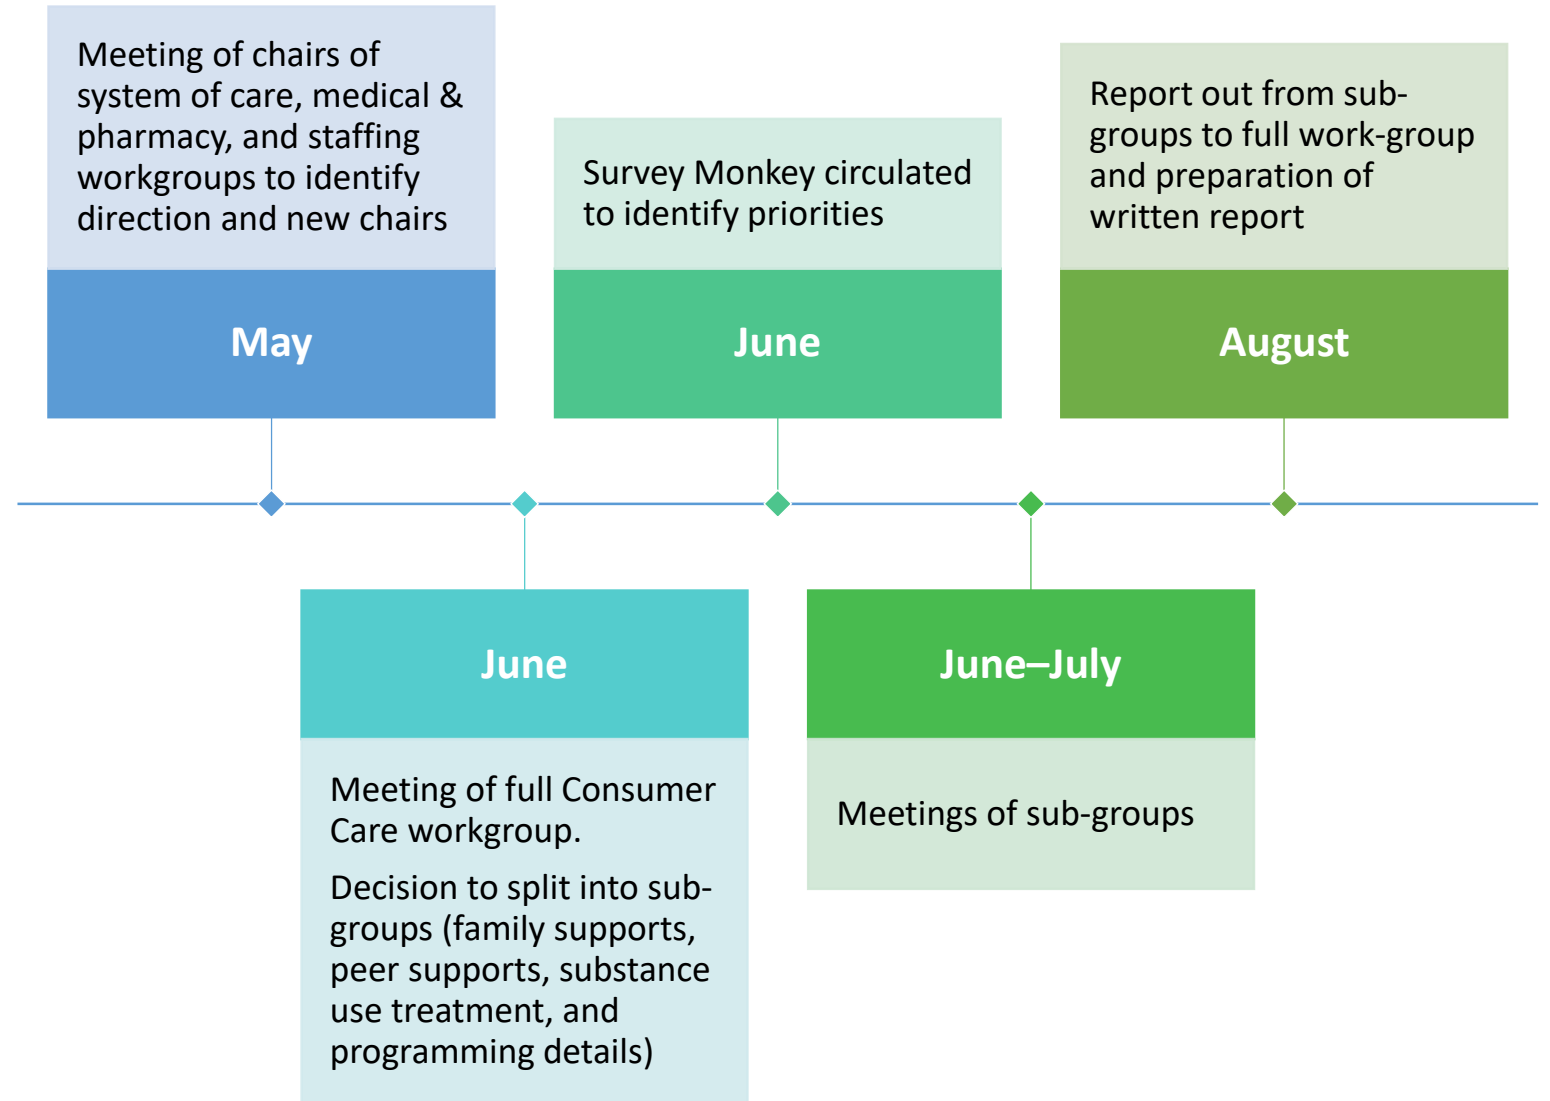 Meeting of chairs of
system of care, medical &
pharmacy, and staffing
workgroups to identify
direction and new chairs
May
June
Meeting of full Consumer
Care workgroup.
Decision to split into sub-
groups (family supports,
peer supports, substance
use treatment, and
programming details)
Survey Monkey circulated
to identify priorities
June
June–July
Meetings of sub-groups
Report out from sub-
groups to full work-group
and preparation of
written report
August